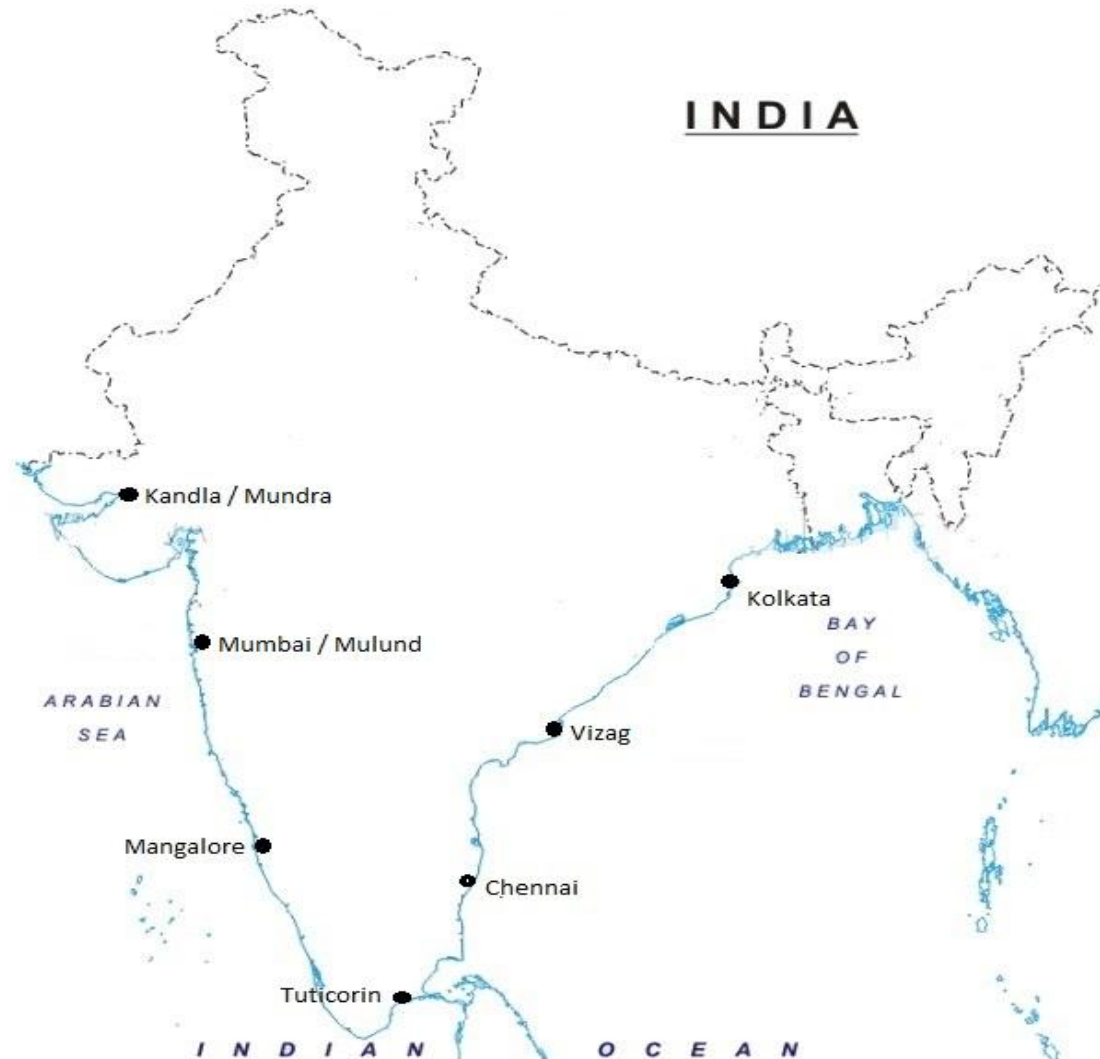 INDIA
Kandla / Mundra
Kolkata
Mumbai / Mulund
BAY
OF
BENGAL
ARABIAN
SEA
Vizag
Mangalore
Chennai
Tuticorin
INDIAN OCEAN